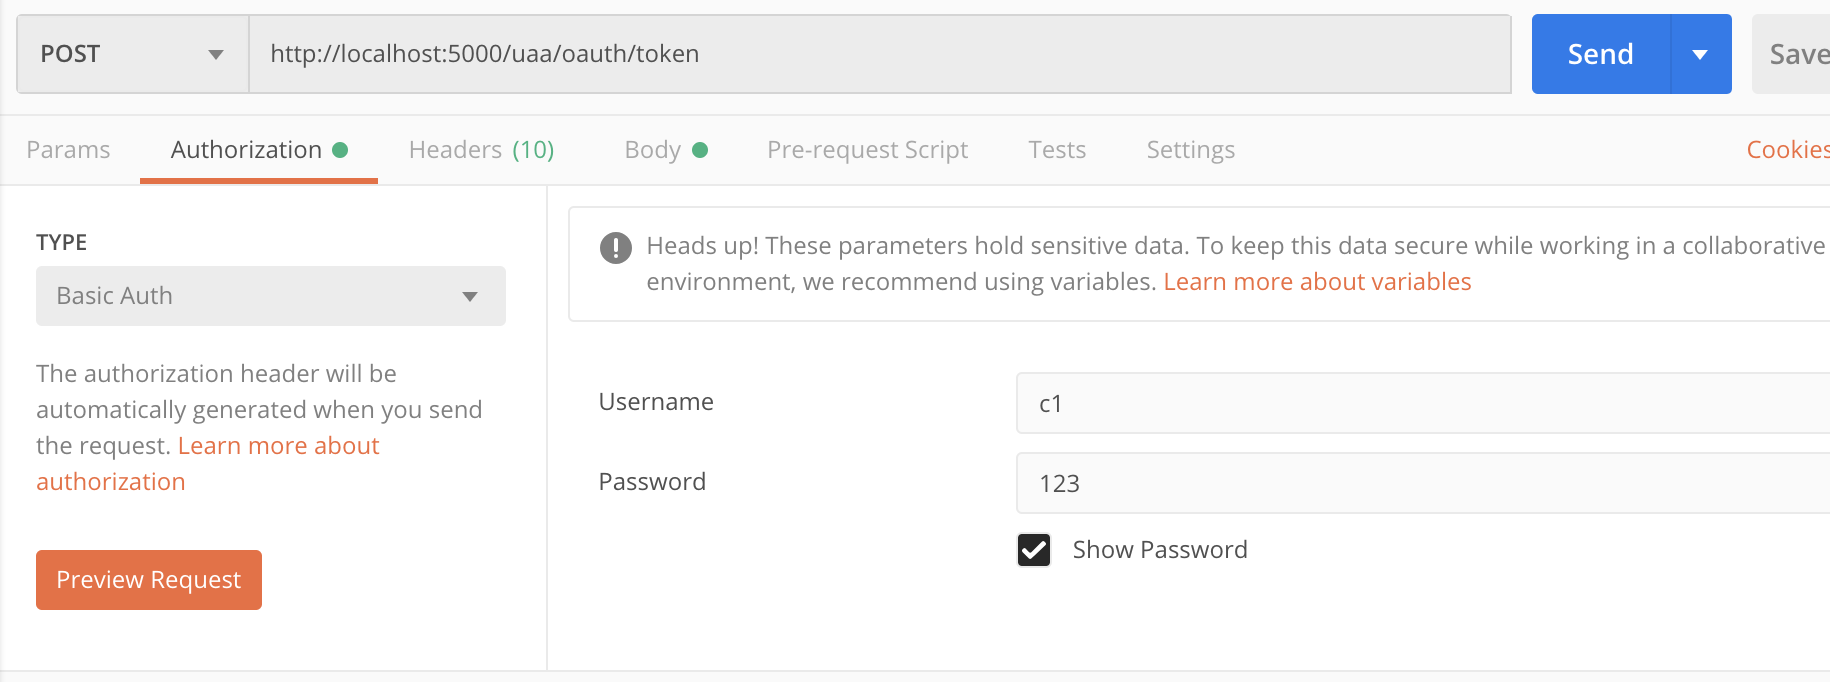 POST http://localhost:5000/uaa/oauth/token Send Save
Params Authorization Headers (10) Body Pre-request Script Tests Settings Cookies
TYPE
Basic Auth
The authorization header will be
automatically generated when you send
the request. Learn more about
authorization
Preview Request
Heads up! These parameters hold sensitive data. To keep this data secure while working in a collaborative
environment, we recommend using variables. Learn more about variables
Username c1
Password 123
Show Password